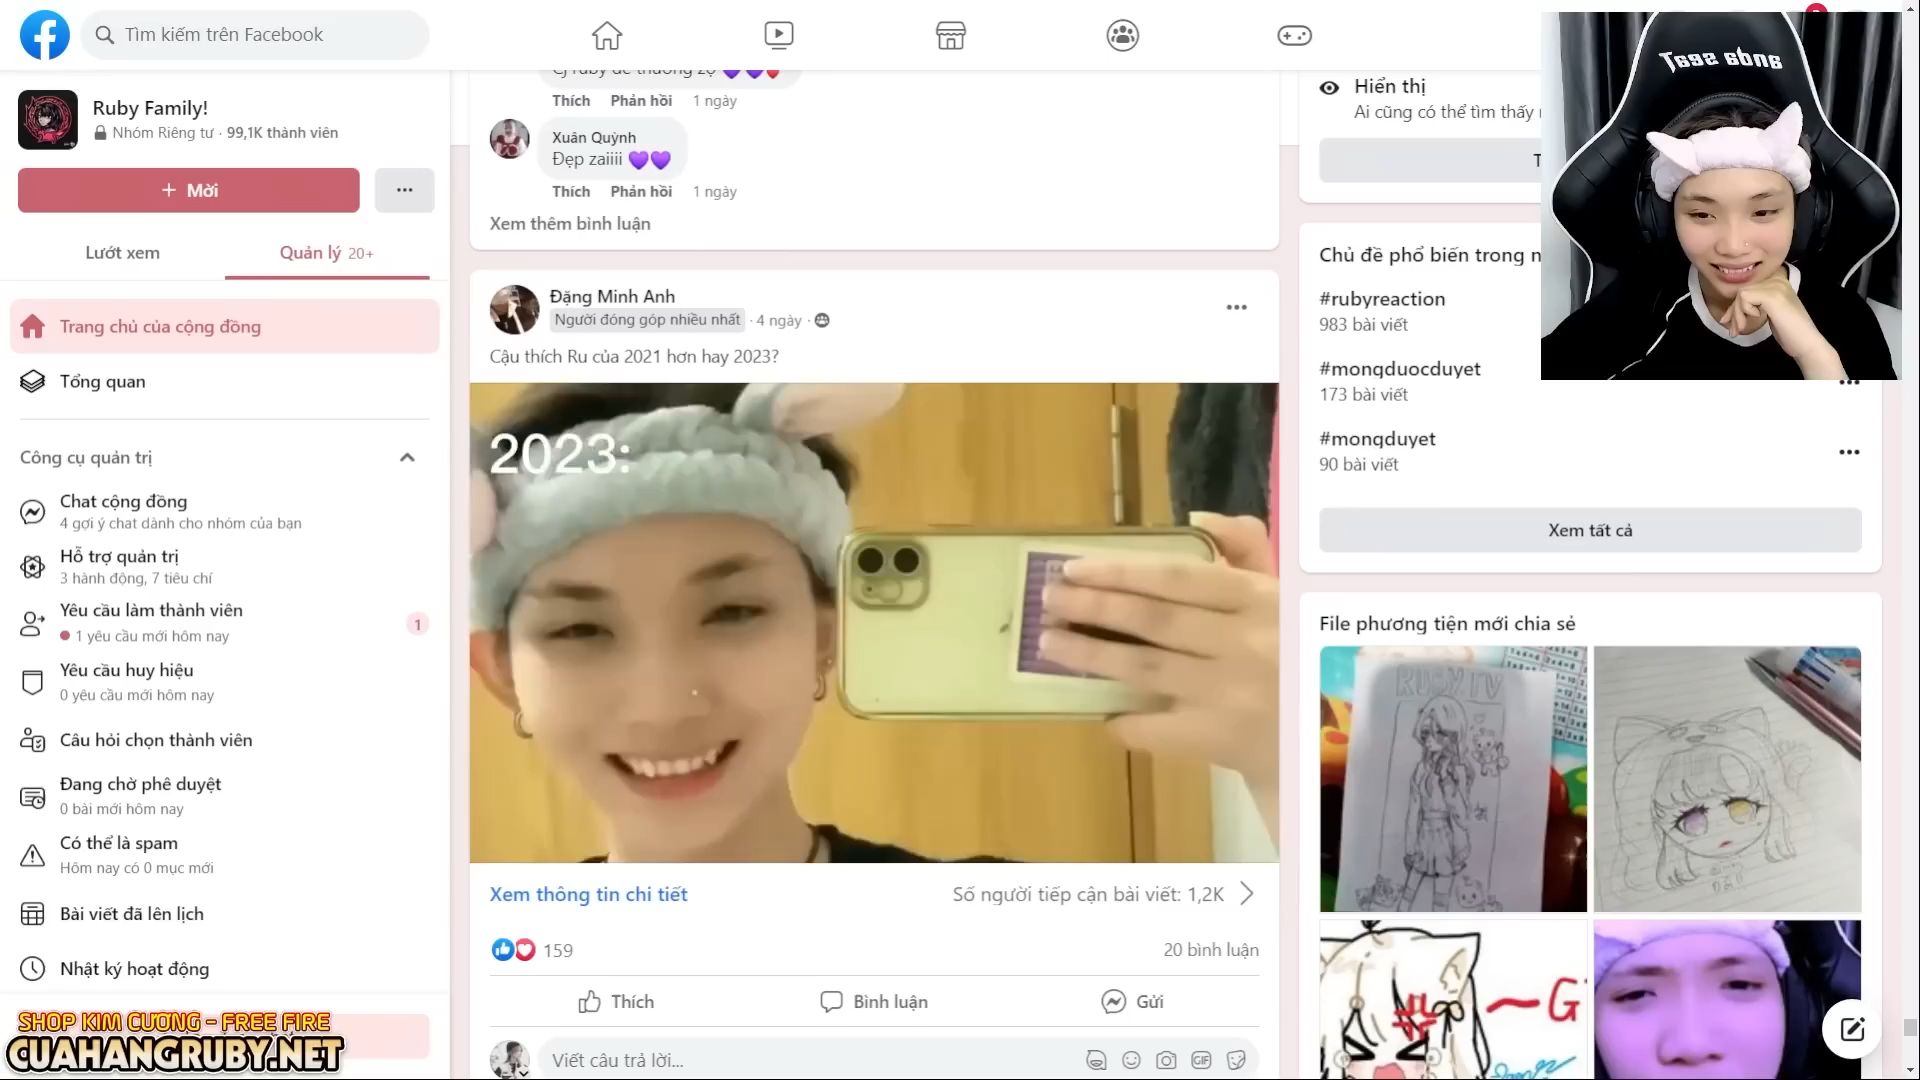 Tìm kiếm trên Facebook
Ruby Family!
Nhóm Riêng tư · 99,1K thành viên
+ Mời
Lướt xem
Quản lý 20+
Trang chủ của cộng đồng
Tổng quan
Công cụ quản trị
Chat cộng đồng
4 gợi ý chat dành cho nhóm của bạn
Hỗ trợ quản trị
3 hành động, 7 tiêu chí
Yêu cầu làm thành viên
1 yêu cầu mới hôm nay
1
Yêu cầu huy hiệu
0 yêu cầu mới hôm nay
Câu hỏi chọn thành viên
Đang chờ phê duyệt
0 bài mới hôm nay
Có thể là spam
Hôm nay có 0 mục mới
Bài viết đã lên lịch
Nhật ký hoạt động
SHOP KIM CƯƠNG - FREE FIRE
CUAHANGRUBY.NET
Thích Phản hồi 1 ngày
Xuân Quỳnh
Đẹp zaiiii 💜💜
Thích Phản hồi 1 ngày
Xem thêm bình luận
Đặng Minh Anh
Người đóng góp nhiều nhất · 4 ngày ·
Cậu thích Ru của 2021 hơn hay 2023?
2023:
Xem thông tin chi tiết
Số người tiếp cận bài viết: 1,2K
159
20 bình luận
Thích
Bình luận
Gửi
Viết câu trả lời...
GIF
Hiển thị
Ai cũng có thể tìm thấy
T
Chủ đề phổ biến trong n
#rubyreaction
983 bài viết
#mongduocduyet
173 bài viết
#mongduyet
90 bài viết
Xem tất cả
File phương tiện mới chia sẻ
RUBY TV